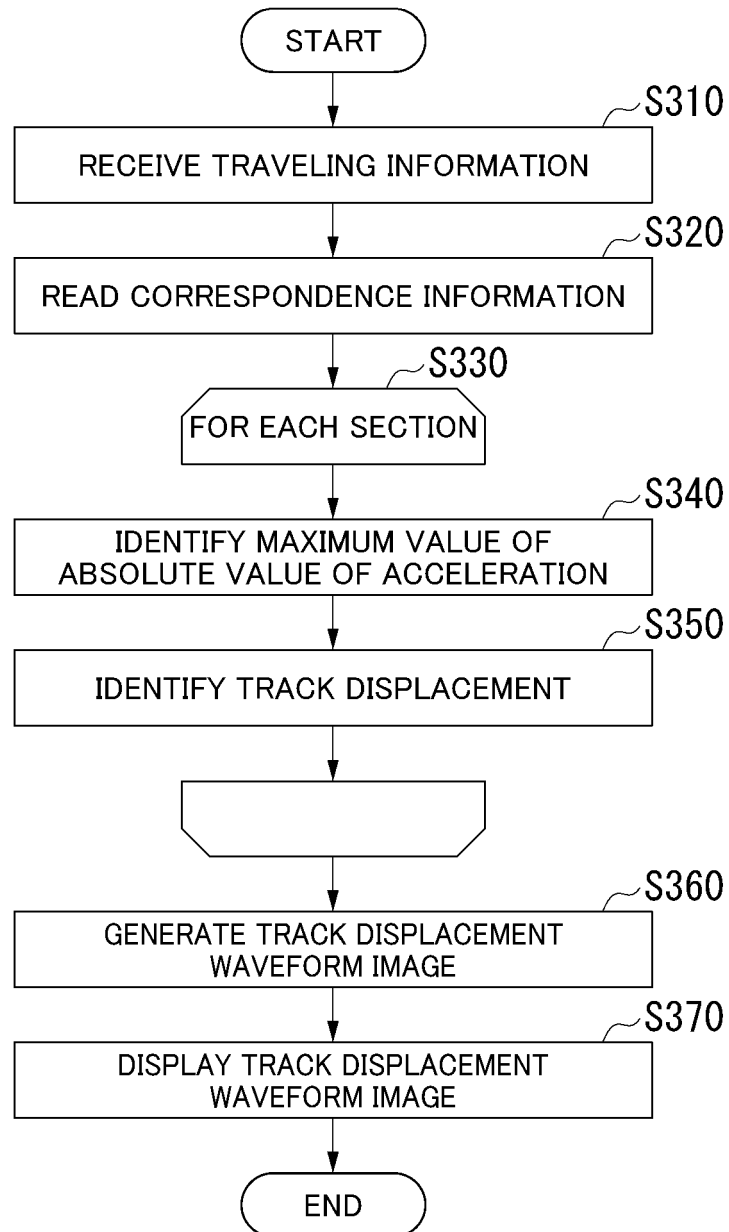 START
S310
RECEIVE TRAVELING INFORMATION
S320
READ CORRESPONDENCE INFORMATION
S330
FOR EACH SECTION
S340
IDENTIFY MAXIMUM VALUE OF
ABSOLUTE VALUE OF ACCELERATION
S350
IDENTIFY TRACK DISPLACEMENT
S360
GENERATE TRACK DISPLACEMENT
WAVEFORM IMAGE
S370
DISPLAY TRACK DISPLACEMENT
WAVEFORM IMAGE
END